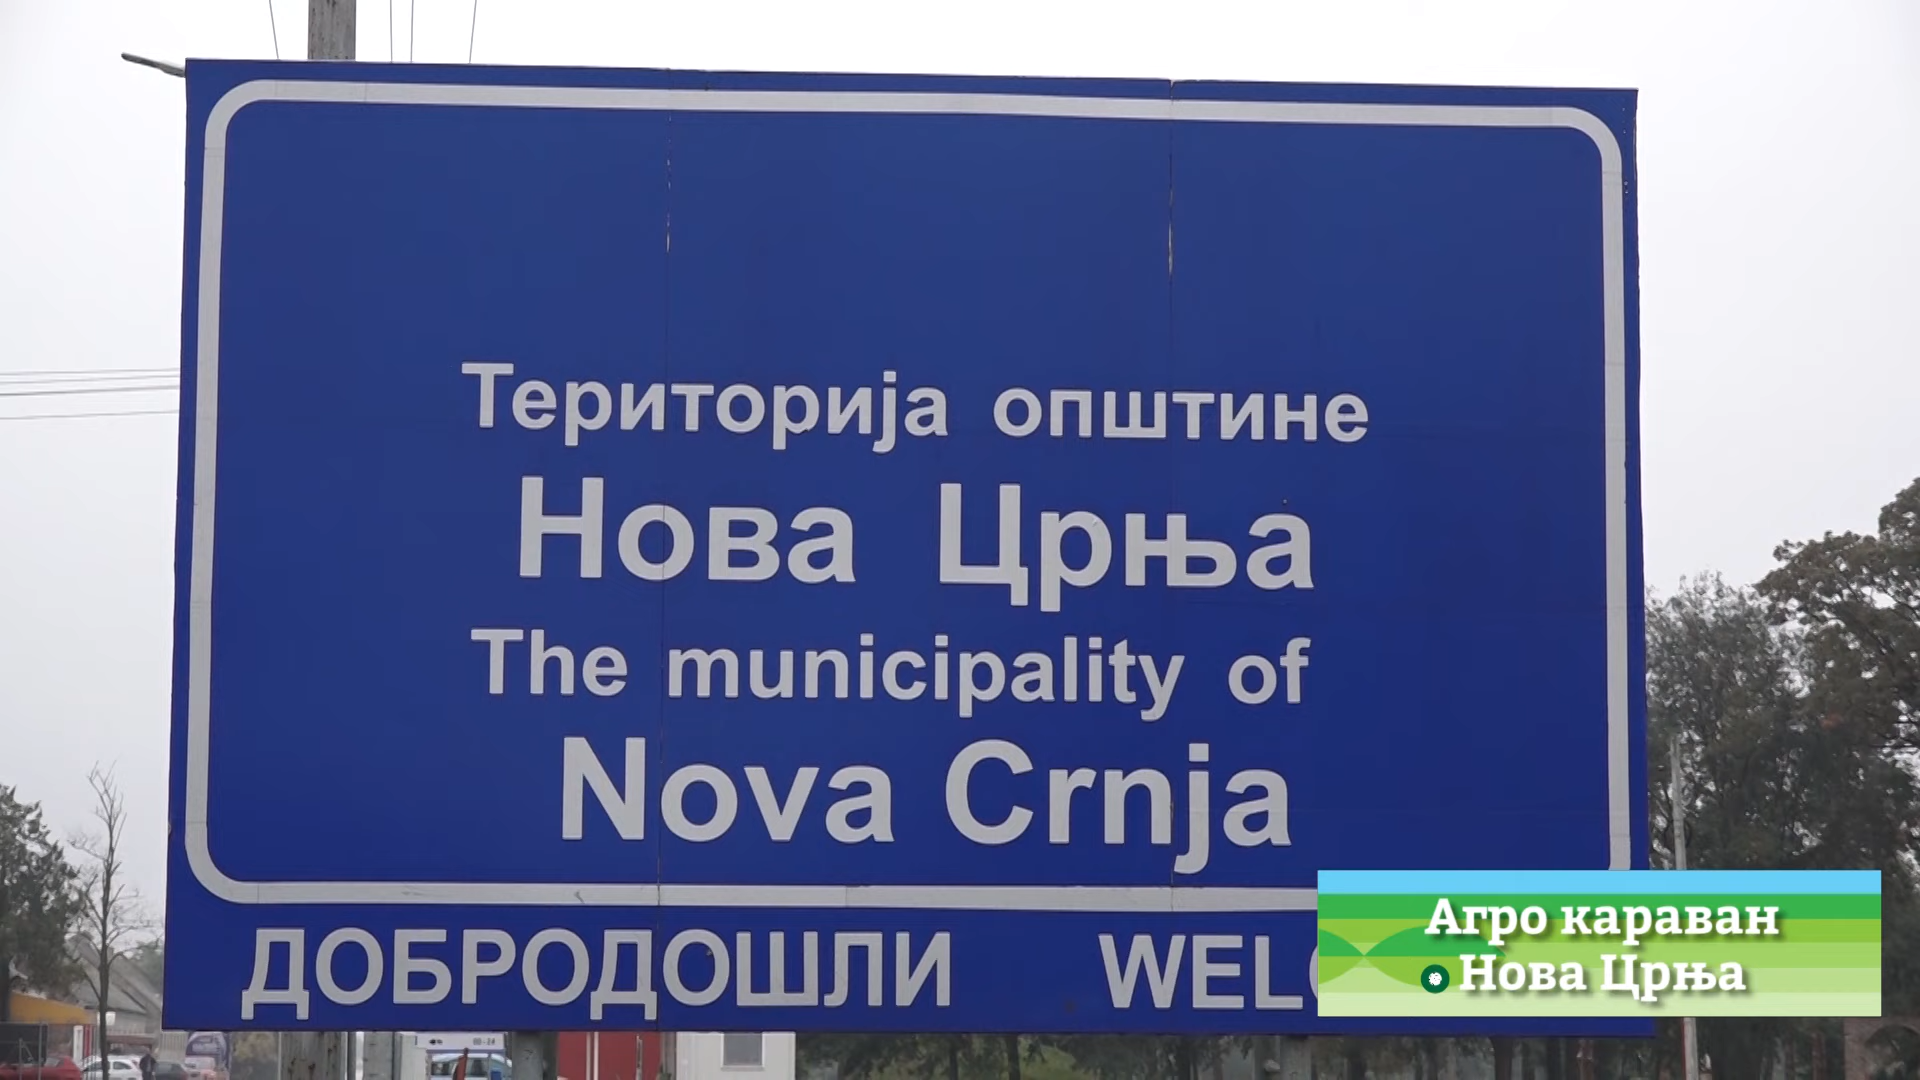 Територија општине
Нова Црња
The municipality of
Nova Crnja
ДОБРОДОШЛИ
Агро караван
Нова Црња